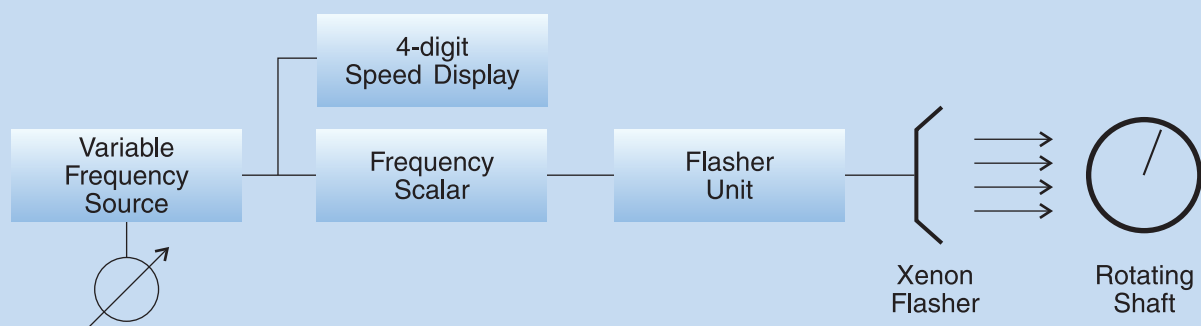 4-digit
Speed Display
Variable
Frequency
Source
Frequency
Scalar
Flasher
Unit
Xenon
Flasher
Rotating
Shaft